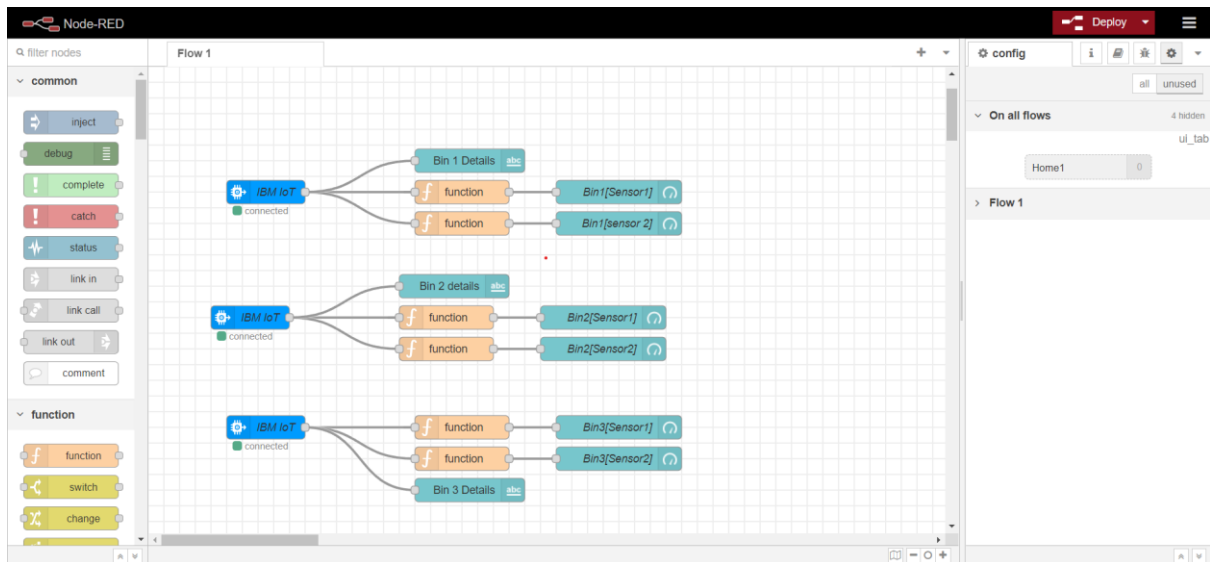 Node-RED
Deploy
filter nodes
Flow 1
config
i
all unused
common
inject
debug
complete
catch
status
link in
link call
link out
comment
function
function
switch
change
Bin 1 Details abc
IBM IoT
connected
function
Bin1[Sensor1]
function
Bin1[sensor 2]
Bin 2 details abc
IBM IoT
connected
function
Bin2[Sensor1]
function
Bin2[Sensor2]
IBM IoT
connected
function
Bin3[Sensor1]
function
Bin3[Sensor2]
Bin 3 Details abc
On all flows 4 hidden
ui_tab
Home1 0
Flow 1